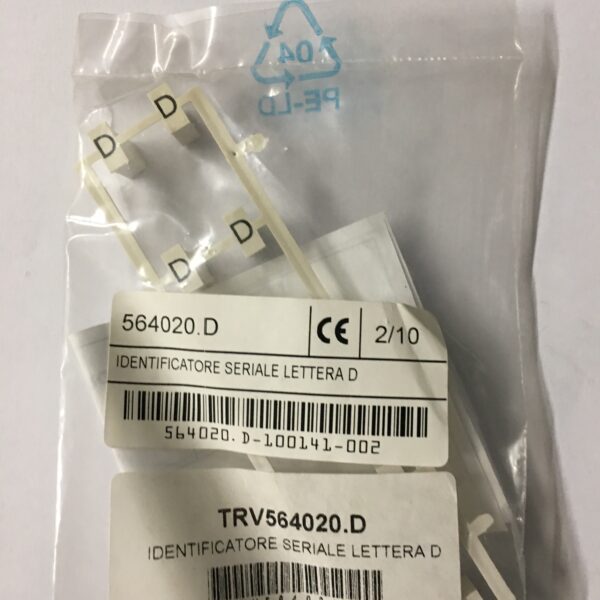 04
PE-LD
D
D
D
D
564020.D CE 2/10
IDENTIFICATORE SERIALE LETTERA D
564020.D-100141-002
TRV564020.D
IDENTIFICATORE SERIALE LETTERA D